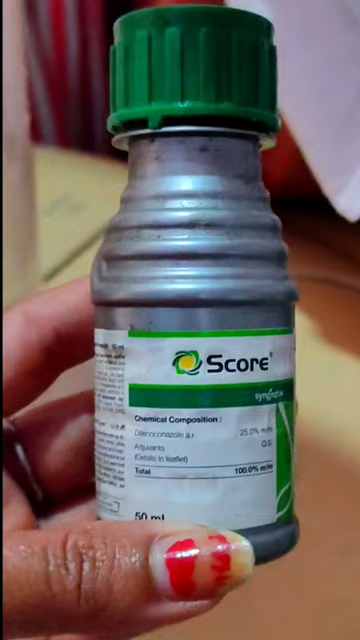 Score®
syngenta
Chemical Composition :
Difenoconazole a.i 25.0% m/m
Adjuvants Q.S
(Details in leaflet)
Total 100.0% m/m
50 ml